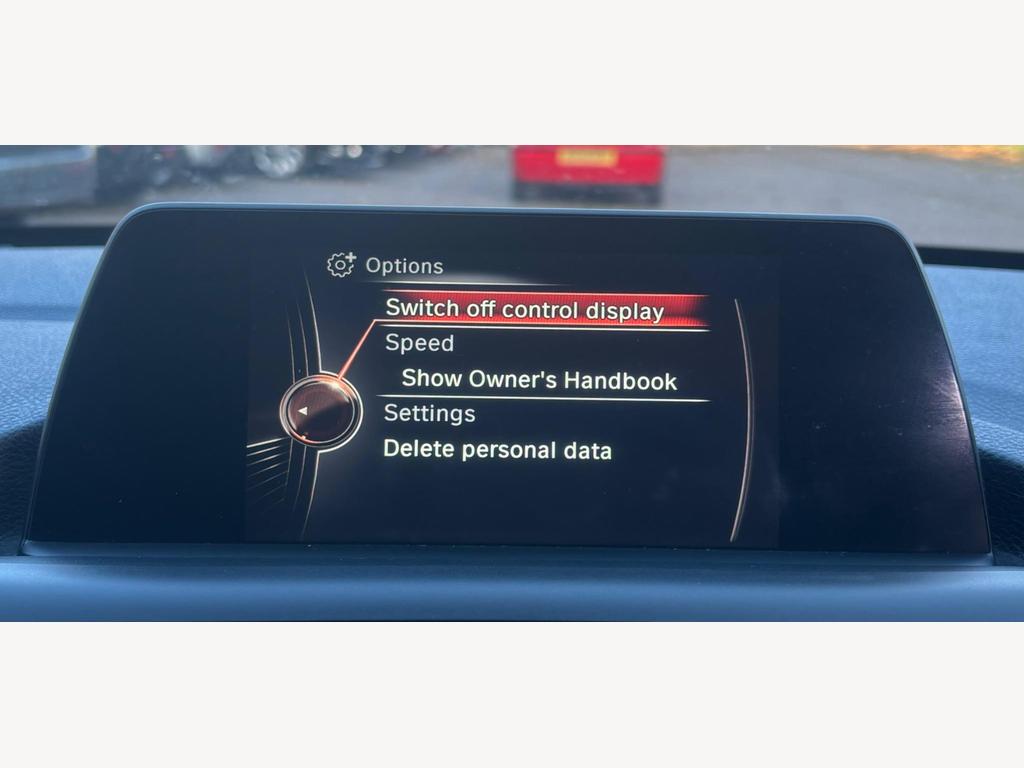 Options
Switch off control display
Speed
Show Owner's Handbook
Settings
Delete personal data